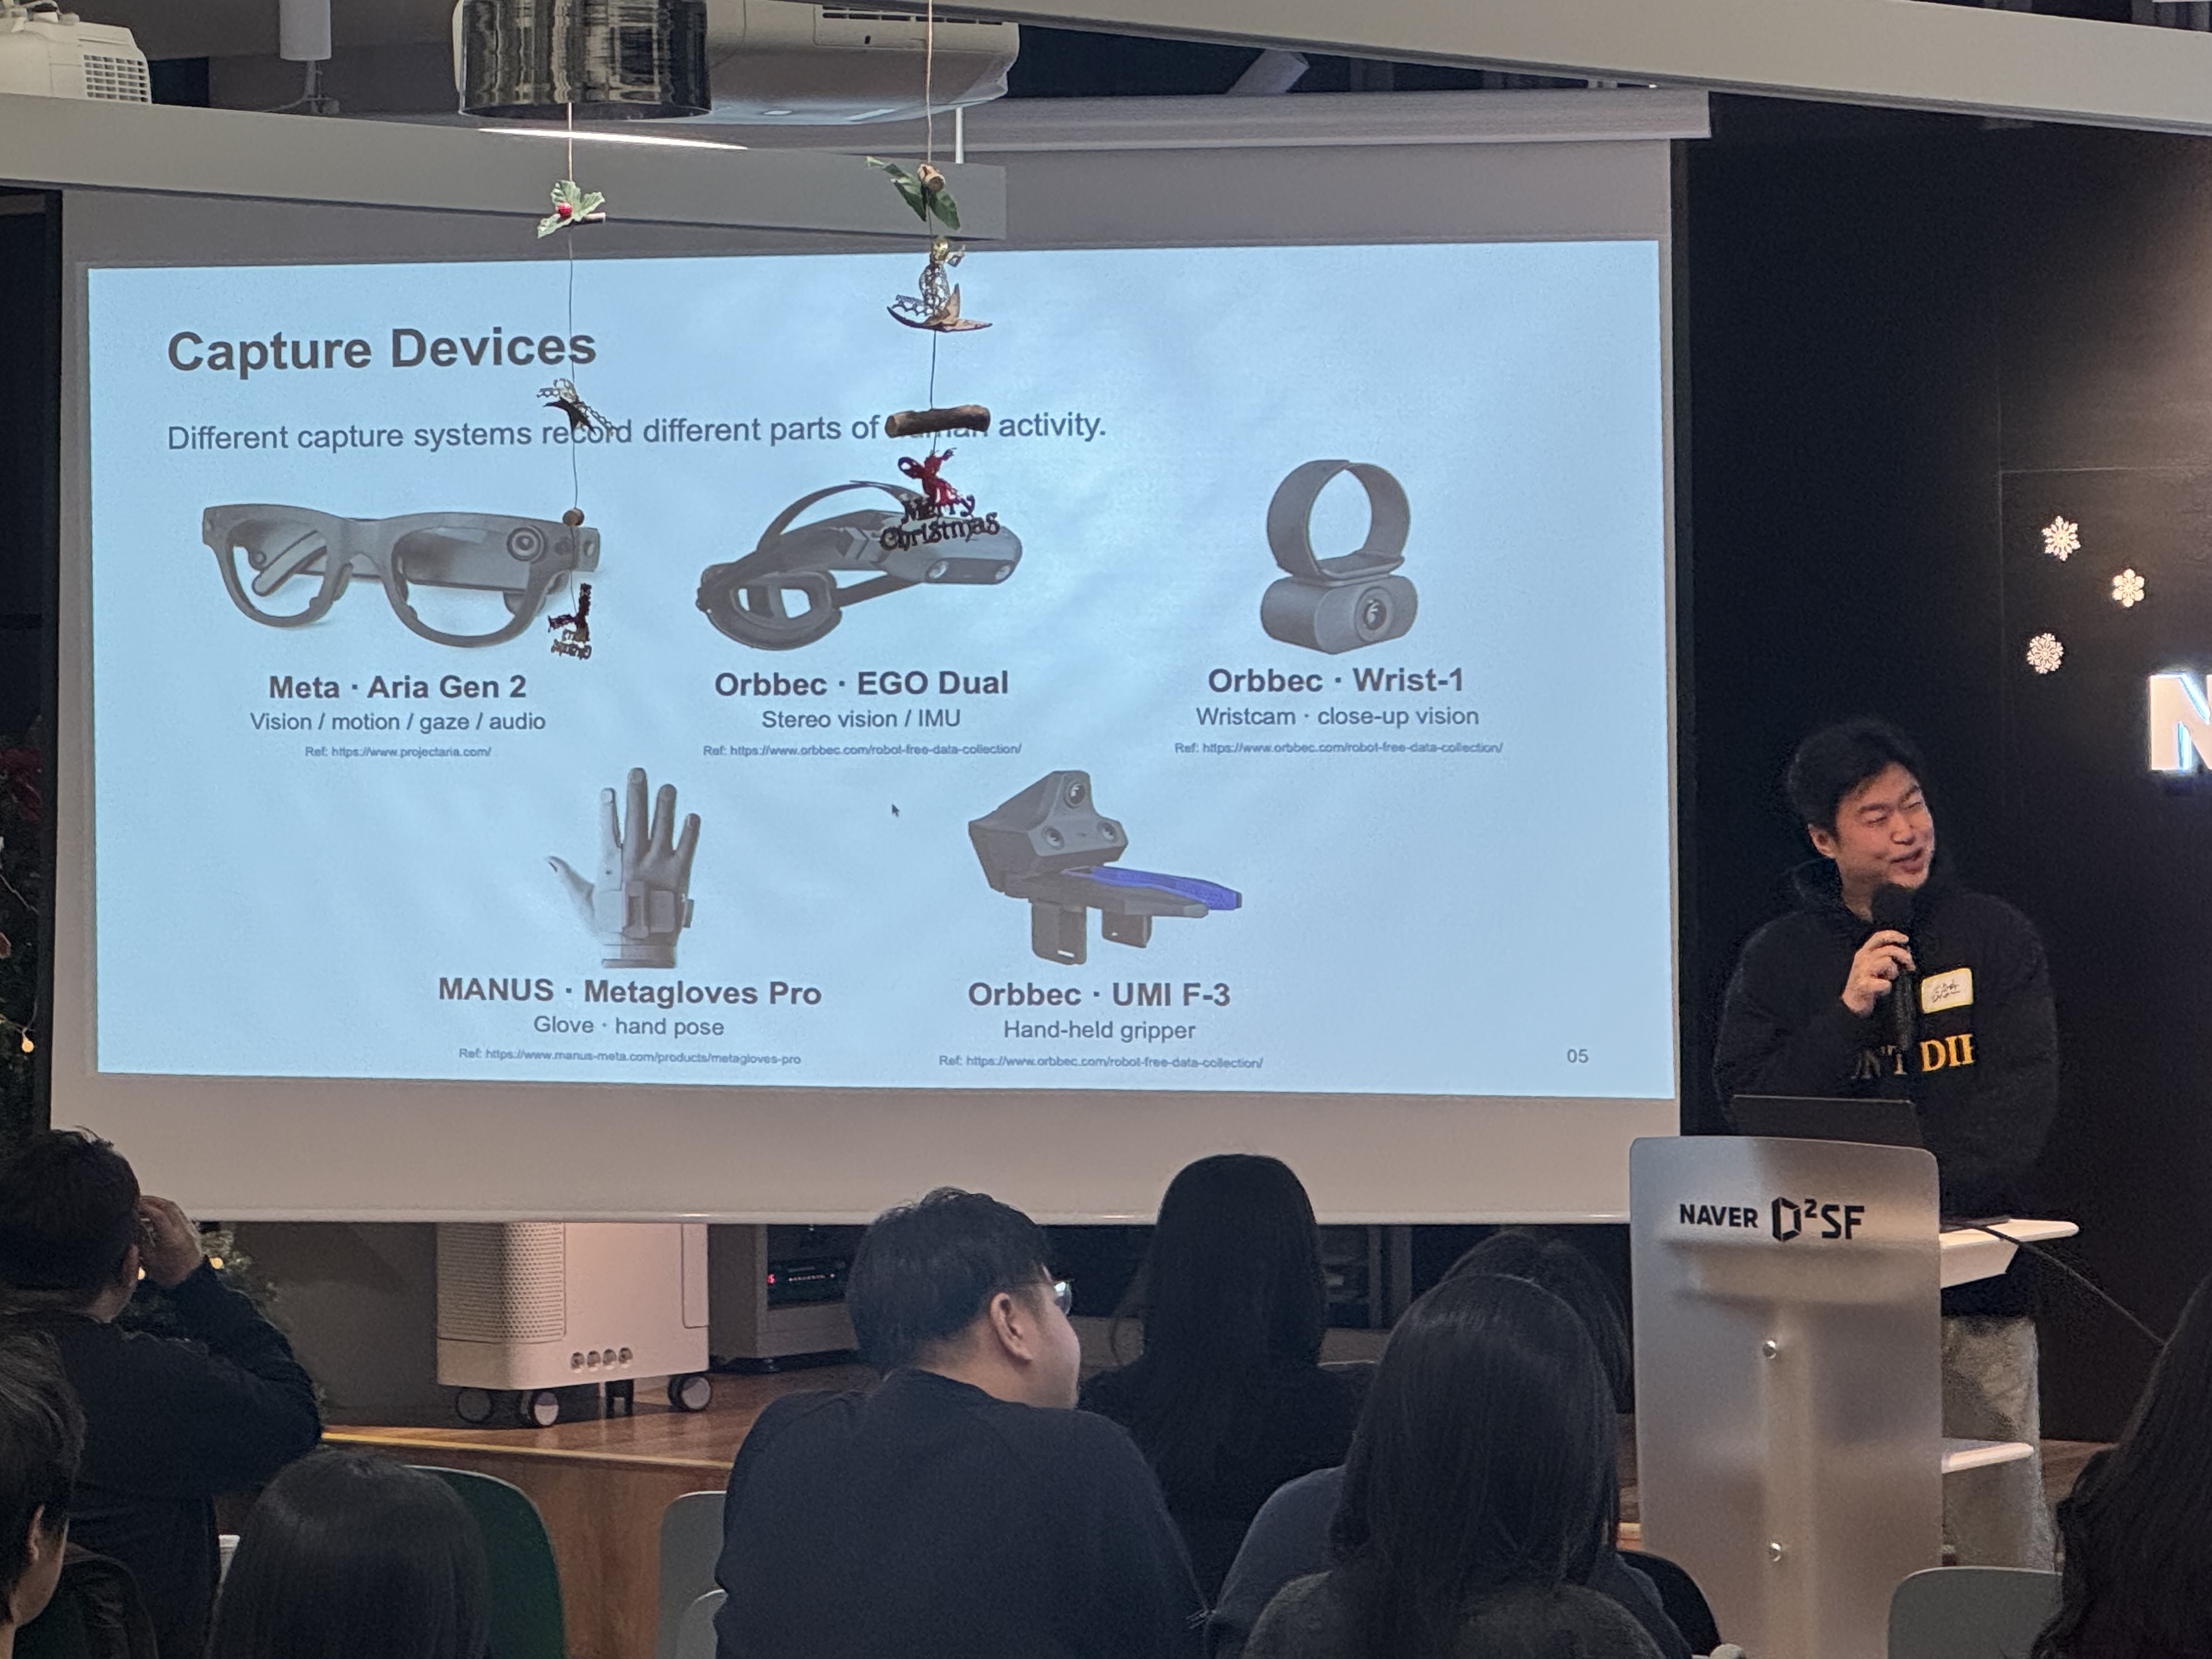 Capture Devices
Different capture systems record different parts of human activity.
Merry
Christmas
Meta · Aria Gen 2
Vision / motion / gaze / audio
Ref: https://www.projectaria.com/
Orbbec · EGO Dual
Stereo vision / IMU
Ref: https://www.orbbec.com/robot-free-data-collection/
Orbbec · Wrist-1
Wristcam · close-up vision
Ref: https://www.orbbec.com/robot-free-data-collection/
MANUS · Metagloves Pro
Glove · hand pose
Ref: https://www.manus-meta.com/products/metagloves-pro
Orbbec · UMI F-3
Hand-held gripper
Ref: https://www.orbbec.com/robot-free-data-collection/
05
N
N'T DIE
NAVER D²SF